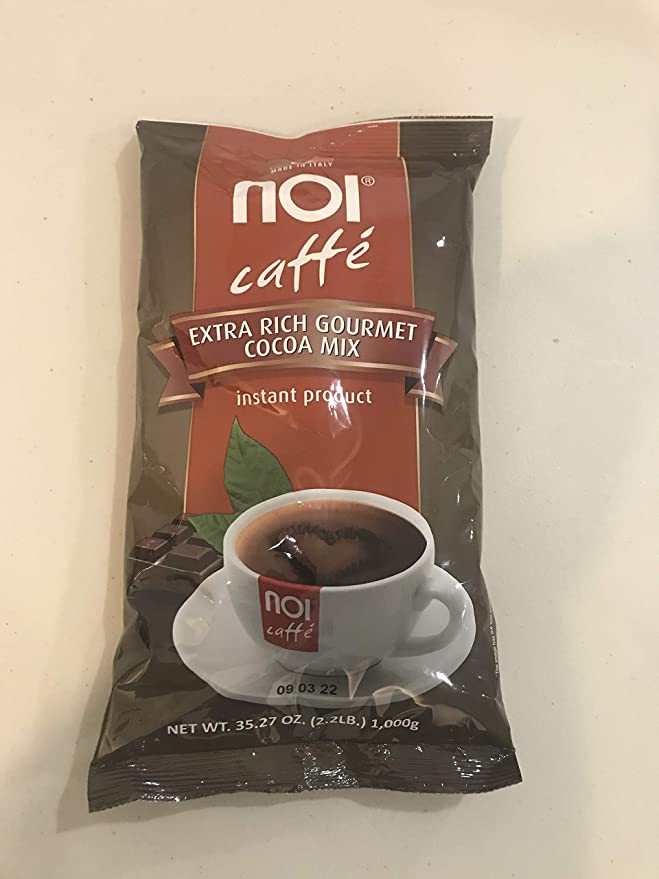 MADE IN ITALY
noi®
caffé
EXTRA RICH GOURMET
COCOA MIX
instant product
noi
caffé
09 03 22
NET WT. 35.27 OZ. (2.2LB.) 1,000g